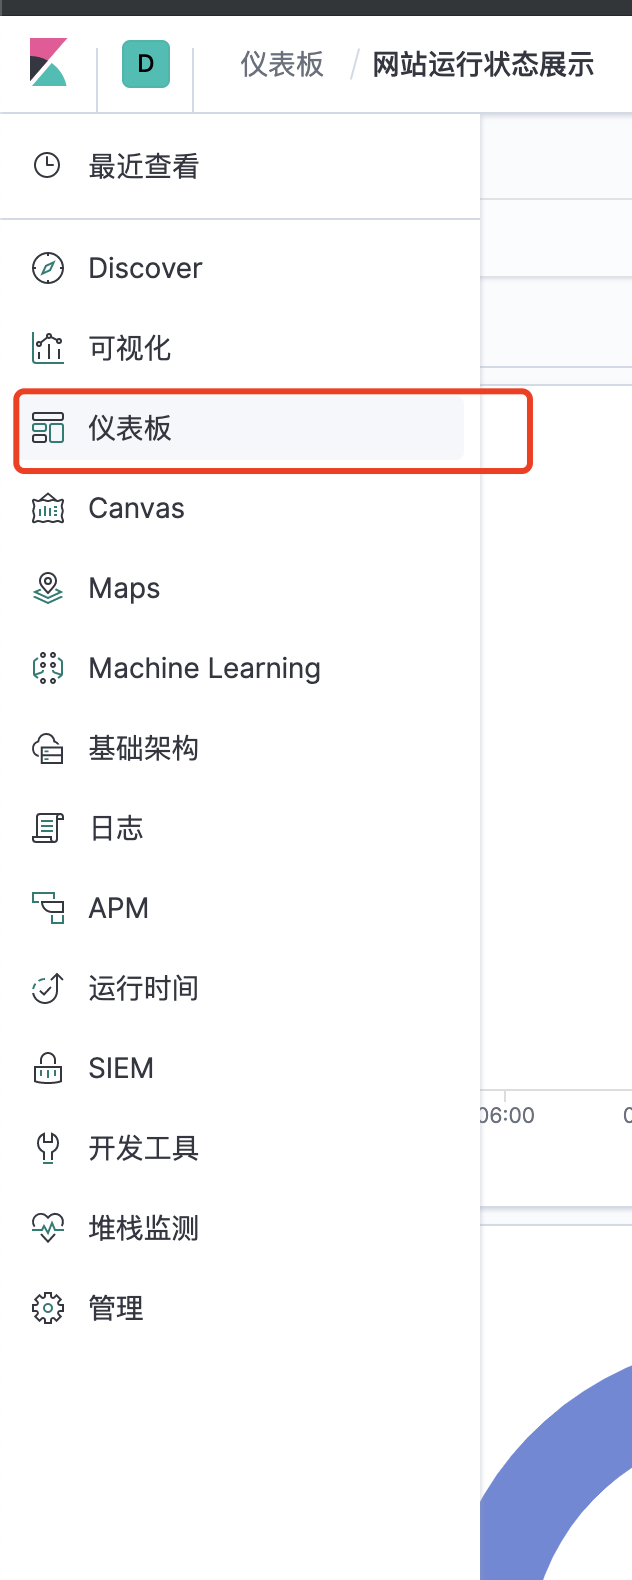 D 仪表板 / 网站运行状态展示
最近查看
Discover
可视化
仪表板
Canvas
Maps
Machine Learning
基础架构
日志
APM
运行时间
SIEM
06:00
开发工具
堆栈监测
管理